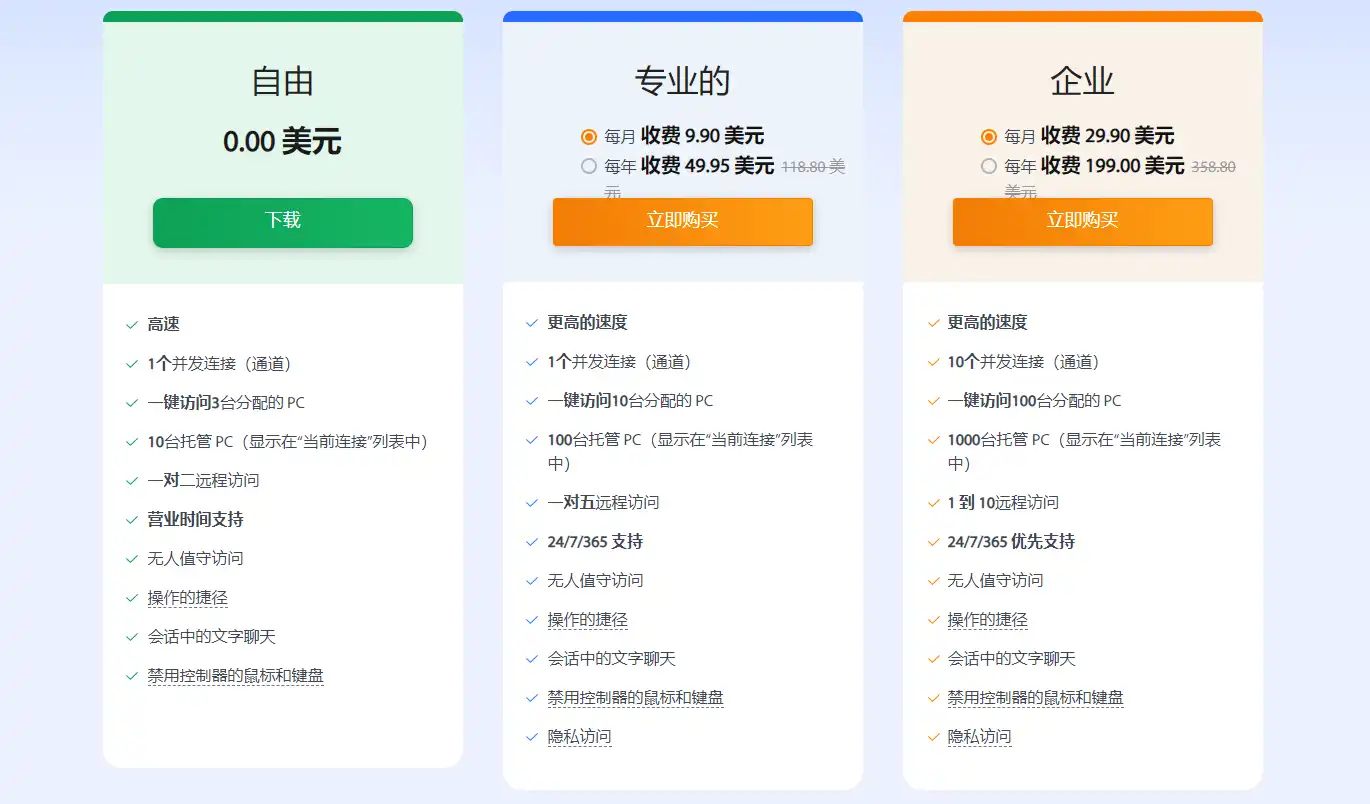 自由
0.00 美元
下载
高速
1个并发连接（通道）
一键访问3台分配的 PC
10台托管 PC（显示在“当前连接”列表中）
一对二远程访问
营业时间支持
无人值守访问
操作的捷径
会话中的文字聊天
禁用控制器的鼠标和键盘
专业的
每月 收费 9.90 美元
每年 收费 49.95 美元 118.80 美
元
立即购买
更高的速度
1个并发连接（通道）
一键访问10台分配的 PC
100台托管 PC（显示在“当前连接”列表
中）
一对五远程访问
24/7/365 支持
无人值守访问
操作的捷径
会话中的文字聊天
禁用控制器的鼠标和键盘
隐私访问
企业
每月 收费 29.90 美元
每年 收费 199.00 美元 358.80
美元
立即购买
更高的速度
10个并发连接（通道）
一键访问100台分配的 PC
1000台托管 PC（显示在“当前连接”列表
中）
1 到 10远程访问
24/7/365 优先支持
无人值守访问
操作的捷径
会话中的文字聊天
禁用控制器的鼠标和键盘
隐私访问